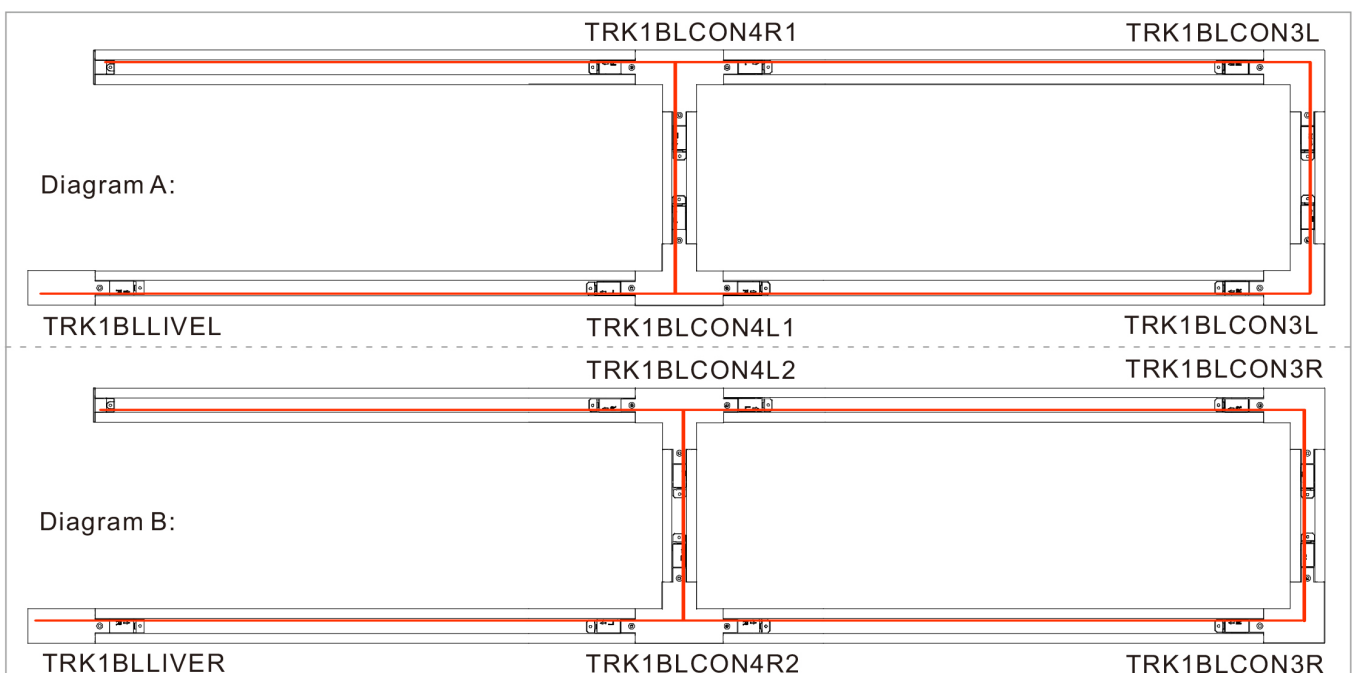 TRK1BLCON4R1 TRK1BLCON3L
Diagram A:
TRK1BLLIVEL TRK1BLCON4L1 TRK1BLCON3L
TRK1BLCON4L2 TRK1BLCON3R
Diagram B:
TRK1BLLIVER TRK1BLCON4R2 TRK1BLCON3R